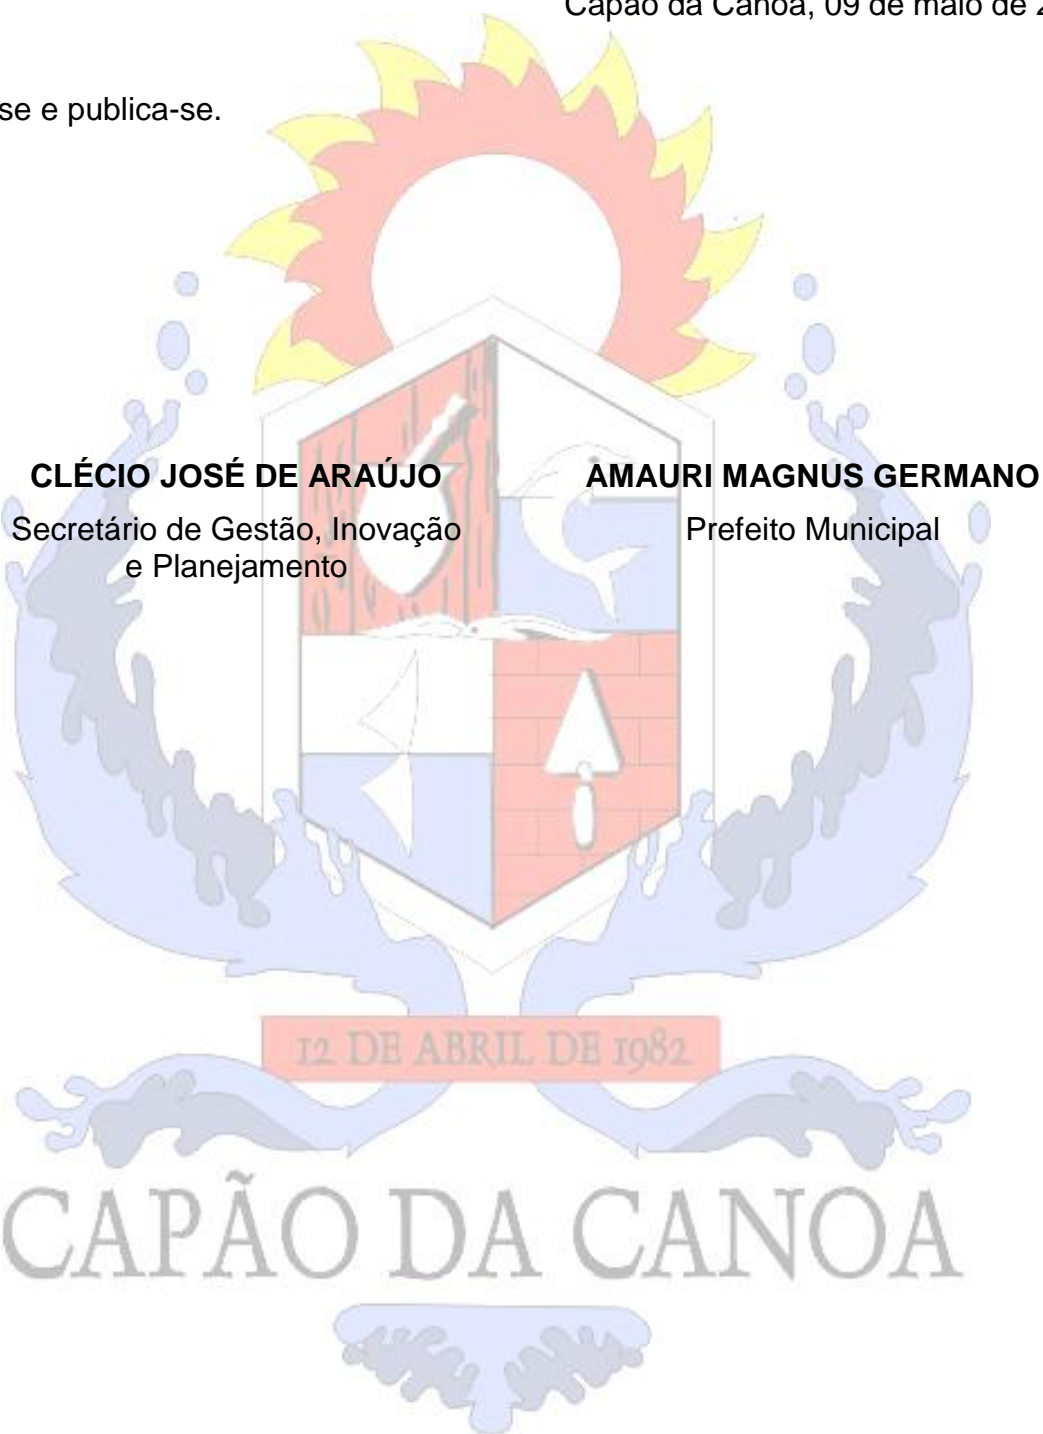 Capão da Canoa, 09 de maio de 2
se e publica-se.
CLÉCIO JOSÉ DE ARAÚJO
AMAURI MAGNUS GERMANO
Secretário de Gestão, Inovação
e Planejamento
Prefeito Municipal
12 DE ABRIL DE 1982
CAPÃO DA CANOA